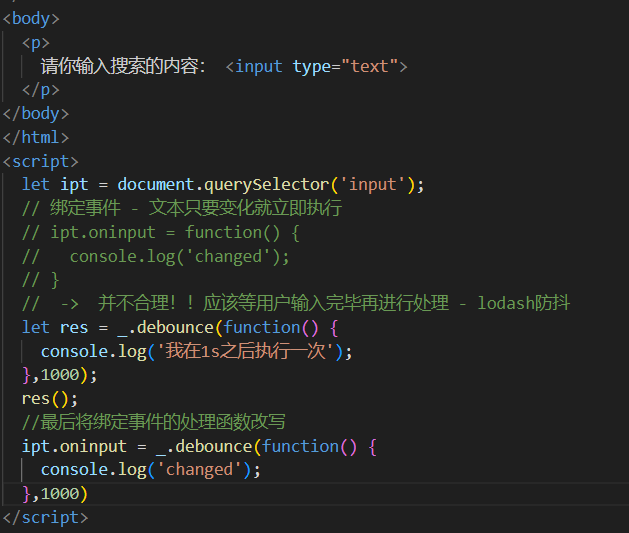 <body>
<p>
请你输入搜索的内容： <input type="text">
</p>
</body>
</html>
<script>
let ipt = document.querySelector('input');
// 绑定事件 - 文本只要变化就立即执行
// ipt.oninput = function() {
//   console.log('changed');
// }
//  ->  并不合理！！应该等用户输入完毕再进行处理 - lodash防抖
let res = _.debounce(function() {
console.log('我在1s之后执行一次');
},1000);
res();
//最后将绑定事件的处理函数改写
ipt.oninput = _.debounce(function() {
console.log('changed');
},1000)
</script>